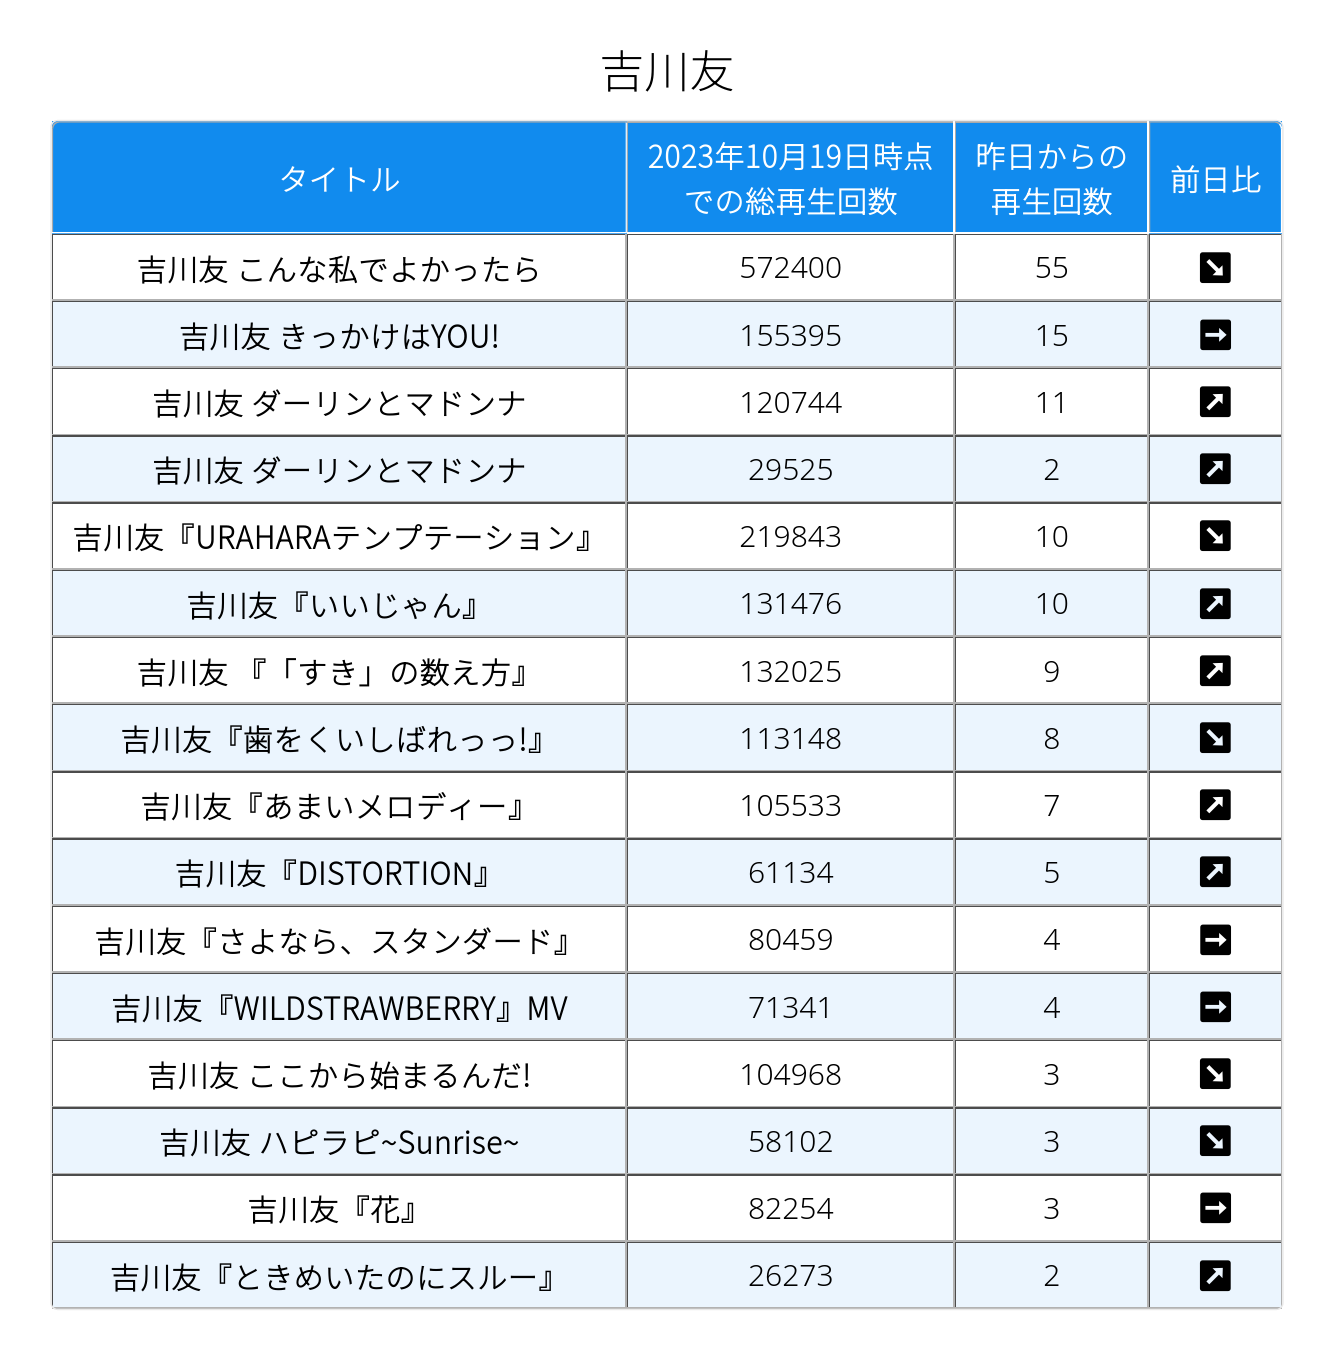 吉川友
タイトル
2023年10月19日時点
での総再生回数
昨日からの
再生回数
前日比
吉川友 こんな私でよかったら 572400 55 ↘
吉川友 きっかけはYOU! 155395 15 →
吉川友 ダーリンとマドンナ 120744 11 ↗
吉川友 ダーリンとマドンナ 29525 2 ↗
吉川友『URAHARAテンプテーション』 219843 10 ↘
吉川友『いいじゃん』 131476 10 ↗
吉川友 『「すき」の数え方』 132025 9 ↗
吉川友『歯をくいしばれっっ!』 113148 8 ↘
吉川友『あまいメロディー』 105533 7 ↗
吉川友『DISTORTION』 61134 5 ↗
吉川友『さよなら、スタンダード』 80459 4 →
吉川友『WILDSTRAWBERRY』MV 71341 4 →
吉川友 ここから始まるんだ! 104968 3 ↘
吉川友 ハピラピ~Sunrise~ 58102 3 ↘
吉川友『花』 82254 3 →
吉川友『ときめいたのにスルー』 26273 2 ↗